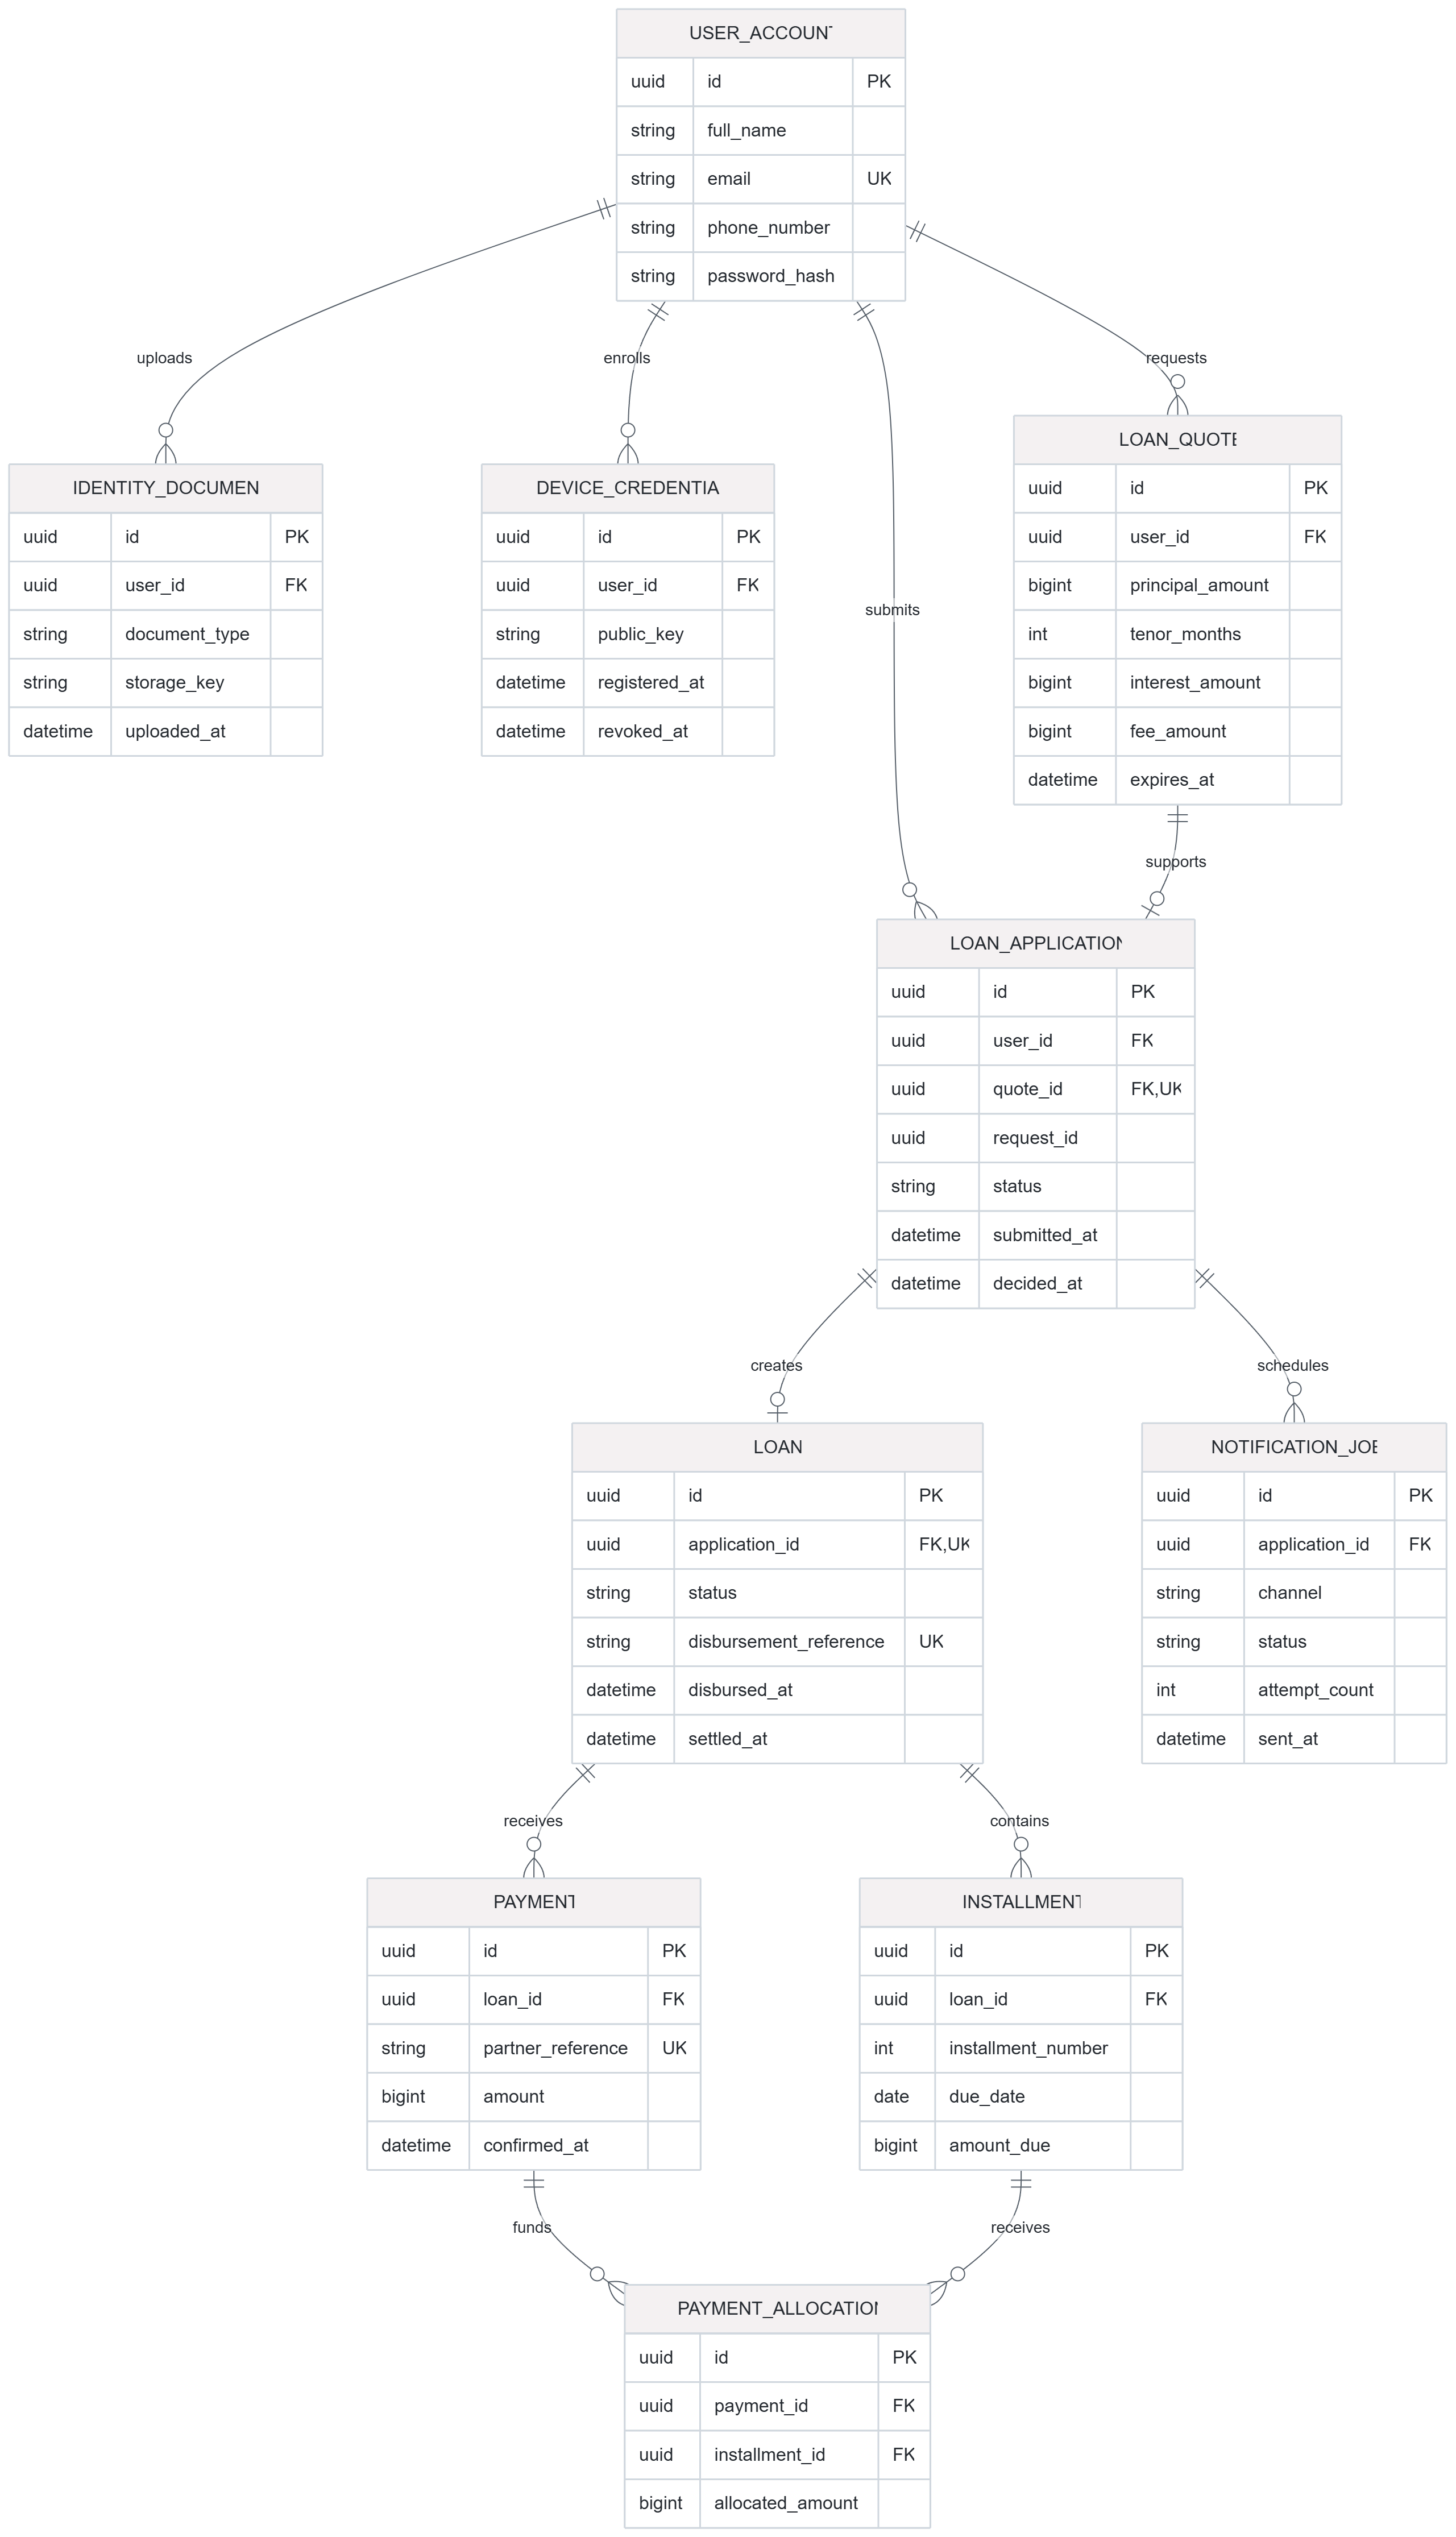 USER_ACCOUNT
uuid id PK
string full_name
string email UK
string phone_number
string password_hash
uploads
enrolls
submits
requests
IDENTITY_DOCUMEN
uuid id PK
uuid user_id FK
string document_type
string storage_key
datetime uploaded_at
DEVICE_CREDENTIA
uuid id PK
uuid user_id FK
string public_key
datetime registered_at
datetime revoked_at
LOAN_QUOTE
uuid id PK
uuid user_id FK
bigint principal_amount
int tenor_months
bigint interest_amount
bigint fee_amount
datetime expires_at
supports
LOAN_APPLICATION
uuid id PK
uuid user_id FK
uuid quote_id FK,UK
uuid request_id
string status
datetime submitted_at
datetime decided_at
creates
schedules
LOAN
uuid id PK
uuid application_id FK,UK
string status
string disbursement_reference UK
datetime disbursed_at
datetime settled_at
NOTIFICATION_JOB
uuid id PK
uuid application_id FK
string channel
string status
int attempt_count
datetime sent_at
receives
contains
PAYMENT
uuid id PK
uuid loan_id FK
string partner_reference UK
bigint amount
datetime confirmed_at
INSTALLMENT
uuid id PK
uuid loan_id FK
int installment_number
date due_date
bigint amount_due
funds
receives
PAYMENT_ALLOCATION
uuid id PK
uuid payment_id FK
uuid installment_id FK
bigint allocated_amount